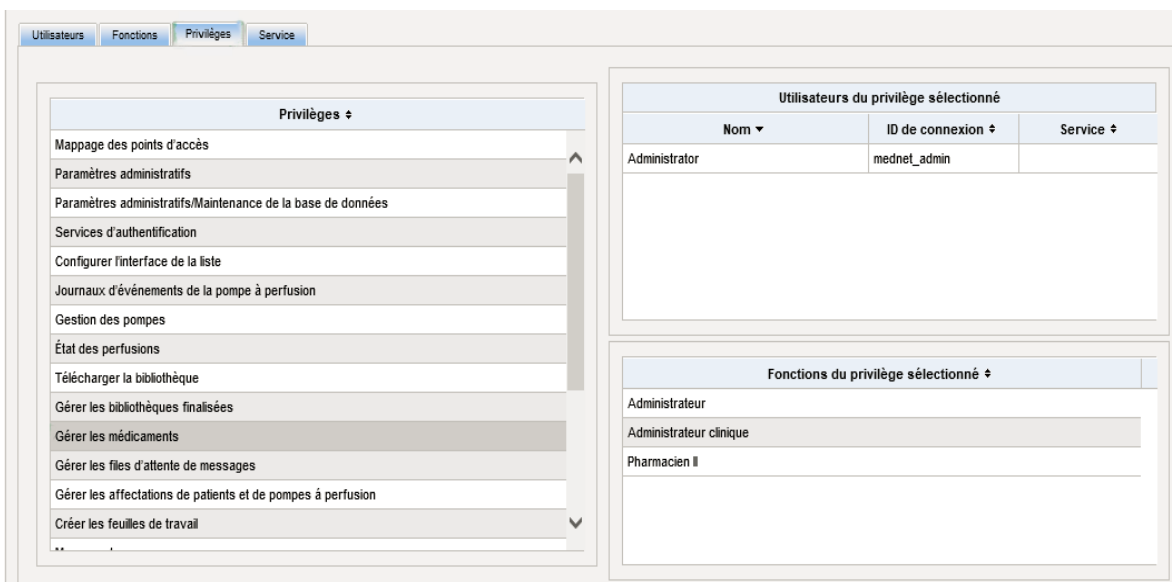 Utilisateurs Fonctions Privilèges Service
Privilèges
Mappage des points d'accès
Paramètres administratifs
Paramètres administratifs/Maintenance de la base de données
Services d'authentification
Configurer l'interface de la liste
Journaux d'événements de la pompe à perfusion
Gestion des pompes
État des perfusions
Télécharger la bibliothèque
Gérer les bibliothèques finalisées
Gérer les médicaments
Gérer les files d'attente de messages
Gérer les affectations de patients et de pompes á perfusion
Créer les feuilles de travail
Utilisateurs du privilège sélectionné
Nom ID de connexion Service
Administrator mednet_admin
Fonctions du privilège sélectionné
Administrateur
Administrateur clinique
Pharmacien II